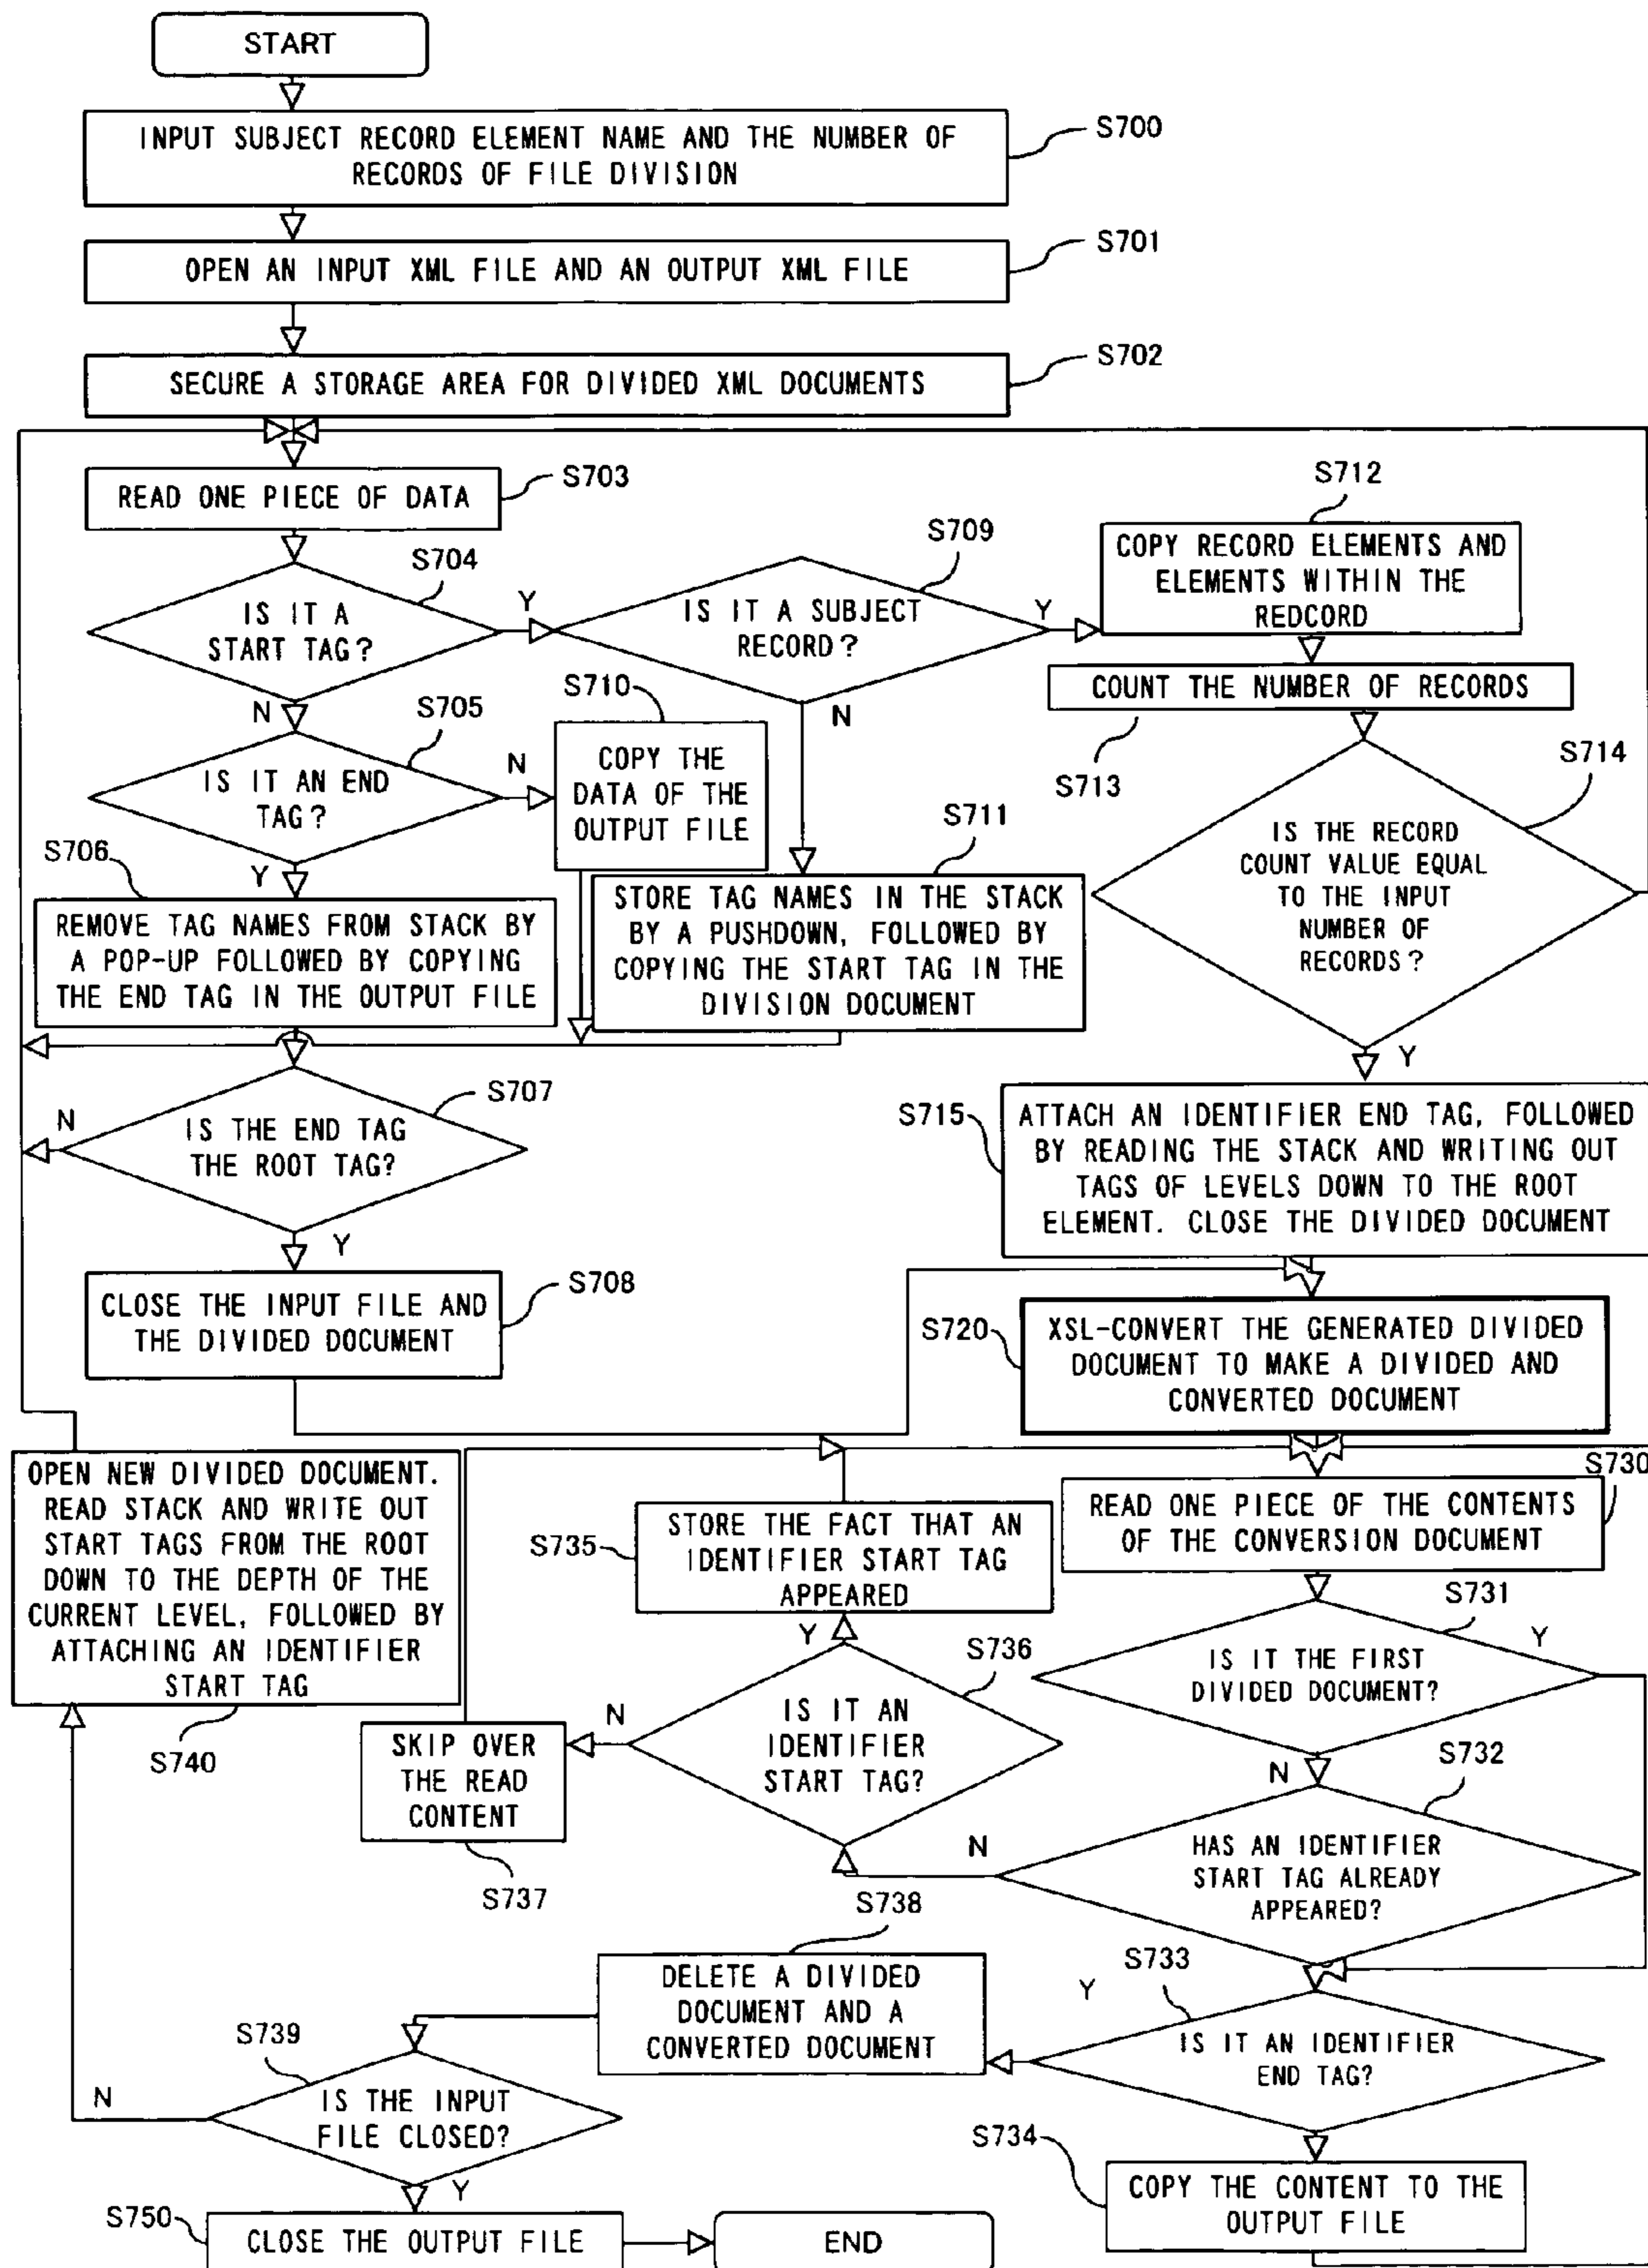 START
INPUT SUBJECT RECORD ELEMENT NAME AND THE NUMBER OF
RECORDS OF FILE DIVISION
S700
OPEN AN INPUT XML FILE AND AN OUTPUT XML FILE
S701
SECURE A STORAGE AREA FOR DIVIDED XML DOCUMENTS
S702
READ ONE PIECE OF DATA
S703
IS IT A
START TAG?
S704
Y
N
IS IT A SUBJECT
RECORD?
S709
Y
N
S712
COPY RECORD ELEMENTS AND
ELEMENTS WITHIN THE
REDCORD
COUNT THE NUMBER OF RECORDS
S713
IS IT AN END
TAG?
S705
N
Y
S710
COPY THE
DATA OF THE
OUTPUT FILE
S711
STORE TAG NAMES IN THE STACK
BY A PUSHDOWN, FOLLOWED BY
COPYING THE START TAG IN THE
DIVISION DOCUMENT
S714
IS THE RECORD
COUNT VALUE EQUAL
TO THE INPUT
NUMBER OF
RECORDS?
Y
S706
REMOVE TAG NAMES FROM STACK BY
A POP-UP FOLLOWED BY COPYING
THE END TAG IN THE OUTPUT FILE
S707
N
IS THE END TAG
THE ROOT TAG?
Y
S715
ATTACH AN IDENTIFIER END TAG, FOLLOWED
BY READING THE STACK AND WRITING OUT
TAGS OF LEVELS DOWN TO THE ROOT
ELEMENT. CLOSE THE DIVIDED DOCUMENT
S708
CLOSE THE INPUT FILE AND
THE DIVIDED DOCUMENT
S720
XSL-CONVERT THE GENERATED DIVIDED
DOCUMENT TO MAKE A DIVIDED AND
CONVERTED DOCUMENT
OPEN NEW DIVIDED DOCUMENT.
READ STACK AND WRITE OUT
START TAGS FROM THE ROOT
DOWN TO THE DEPTH OF THE
CURRENT LEVEL, FOLLOWED BY
ATTACHING AN IDENTIFIER
START TAG
S740
S735
STORE THE FACT THAT AN
IDENTIFIER START TAG
APPEARED
S730
READ ONE PIECE OF THE CONTENTS
OF THE CONVERSION DOCUMENT
S731
Y
IS IT THE FIRST
DIVIDED DOCUMENT?
N
Y
S736
IS IT AN
IDENTIFIER
START TAG?
N
SKIP OVER
THE READ
CONTENT
S737
S732
N
HAS AN IDENTIFIER
START TAG ALREADY
APPEARED?
S738
DELETE A DIVIDED
DOCUMENT AND A
CONVERTED DOCUMENT
S733
Y
IS IT AN IDENTIFIER
END TAG?
S739
N
IS THE INPUT
FILE CLOSED?
Y
S734
COPY THE CONTENT TO THE
OUTPUT FILE
S750
CLOSE THE OUTPUT FILE
END